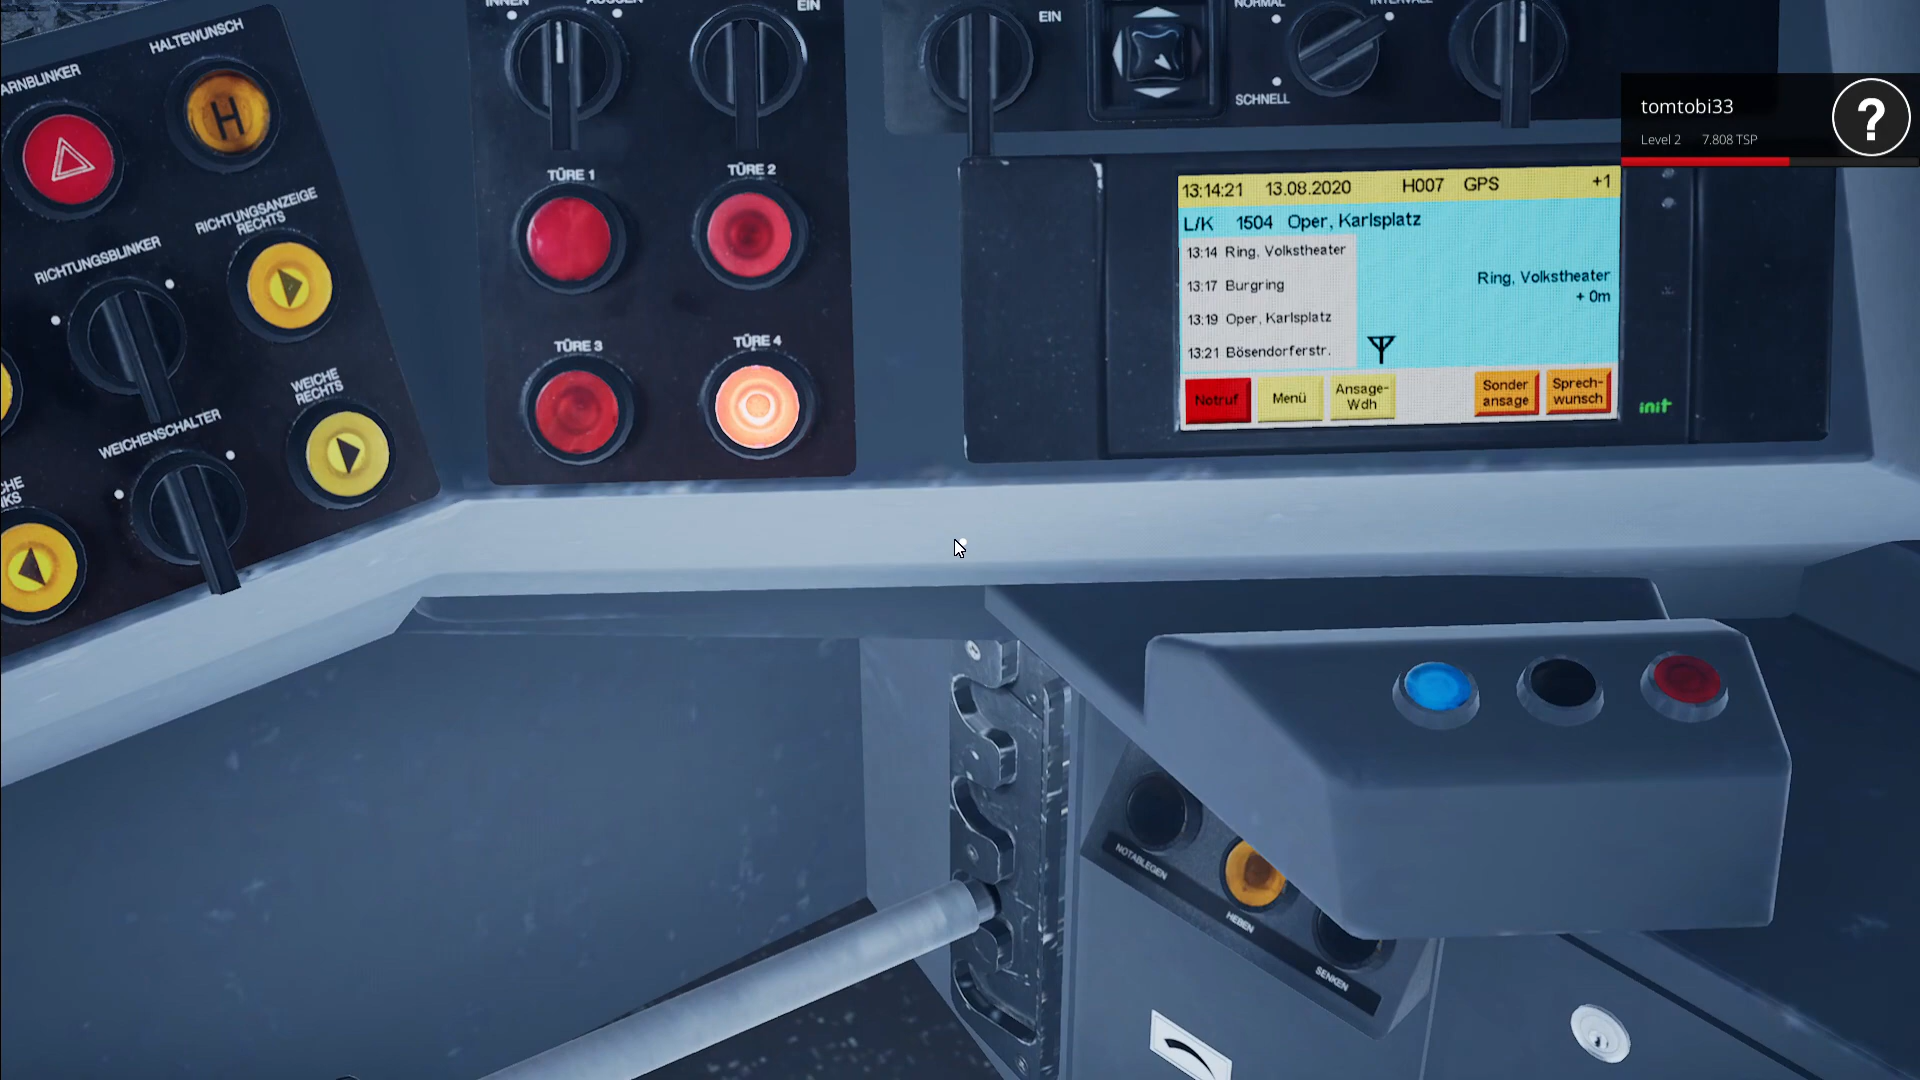 INNEN
AUSSEN
EIN
EIN
NORMAL
INTERVALL
SCHNELL
HALTEWUNSCH
WARNBLINKER
H
RICHTUNGSANZEIGE
RECHTS
RICHTUNGSBLINKER
WEICHE
RECHTS
WEICHENSCHALTER
TÜRE 1
TÜRE 2
TÜRE 3
TÜRE 4
tomtobi33
Level 2 7.808 TSP
?
13:14:21 13.08.2020 H007 GPS +1
L/K 1504 Oper, Karlsplatz
13:14 Ring, Volkstheater
13:17 Burgring
13:19 Oper, Karlsplatz
13:21 Bösendorferstr.
Ring, Volkstheater
+ 0m
Notruf
Menü
Ansage-
Wdh
Sonder
ansage
Sprech-
wunsch
init
NOTABLEGEN
HEBEN
SENKEN